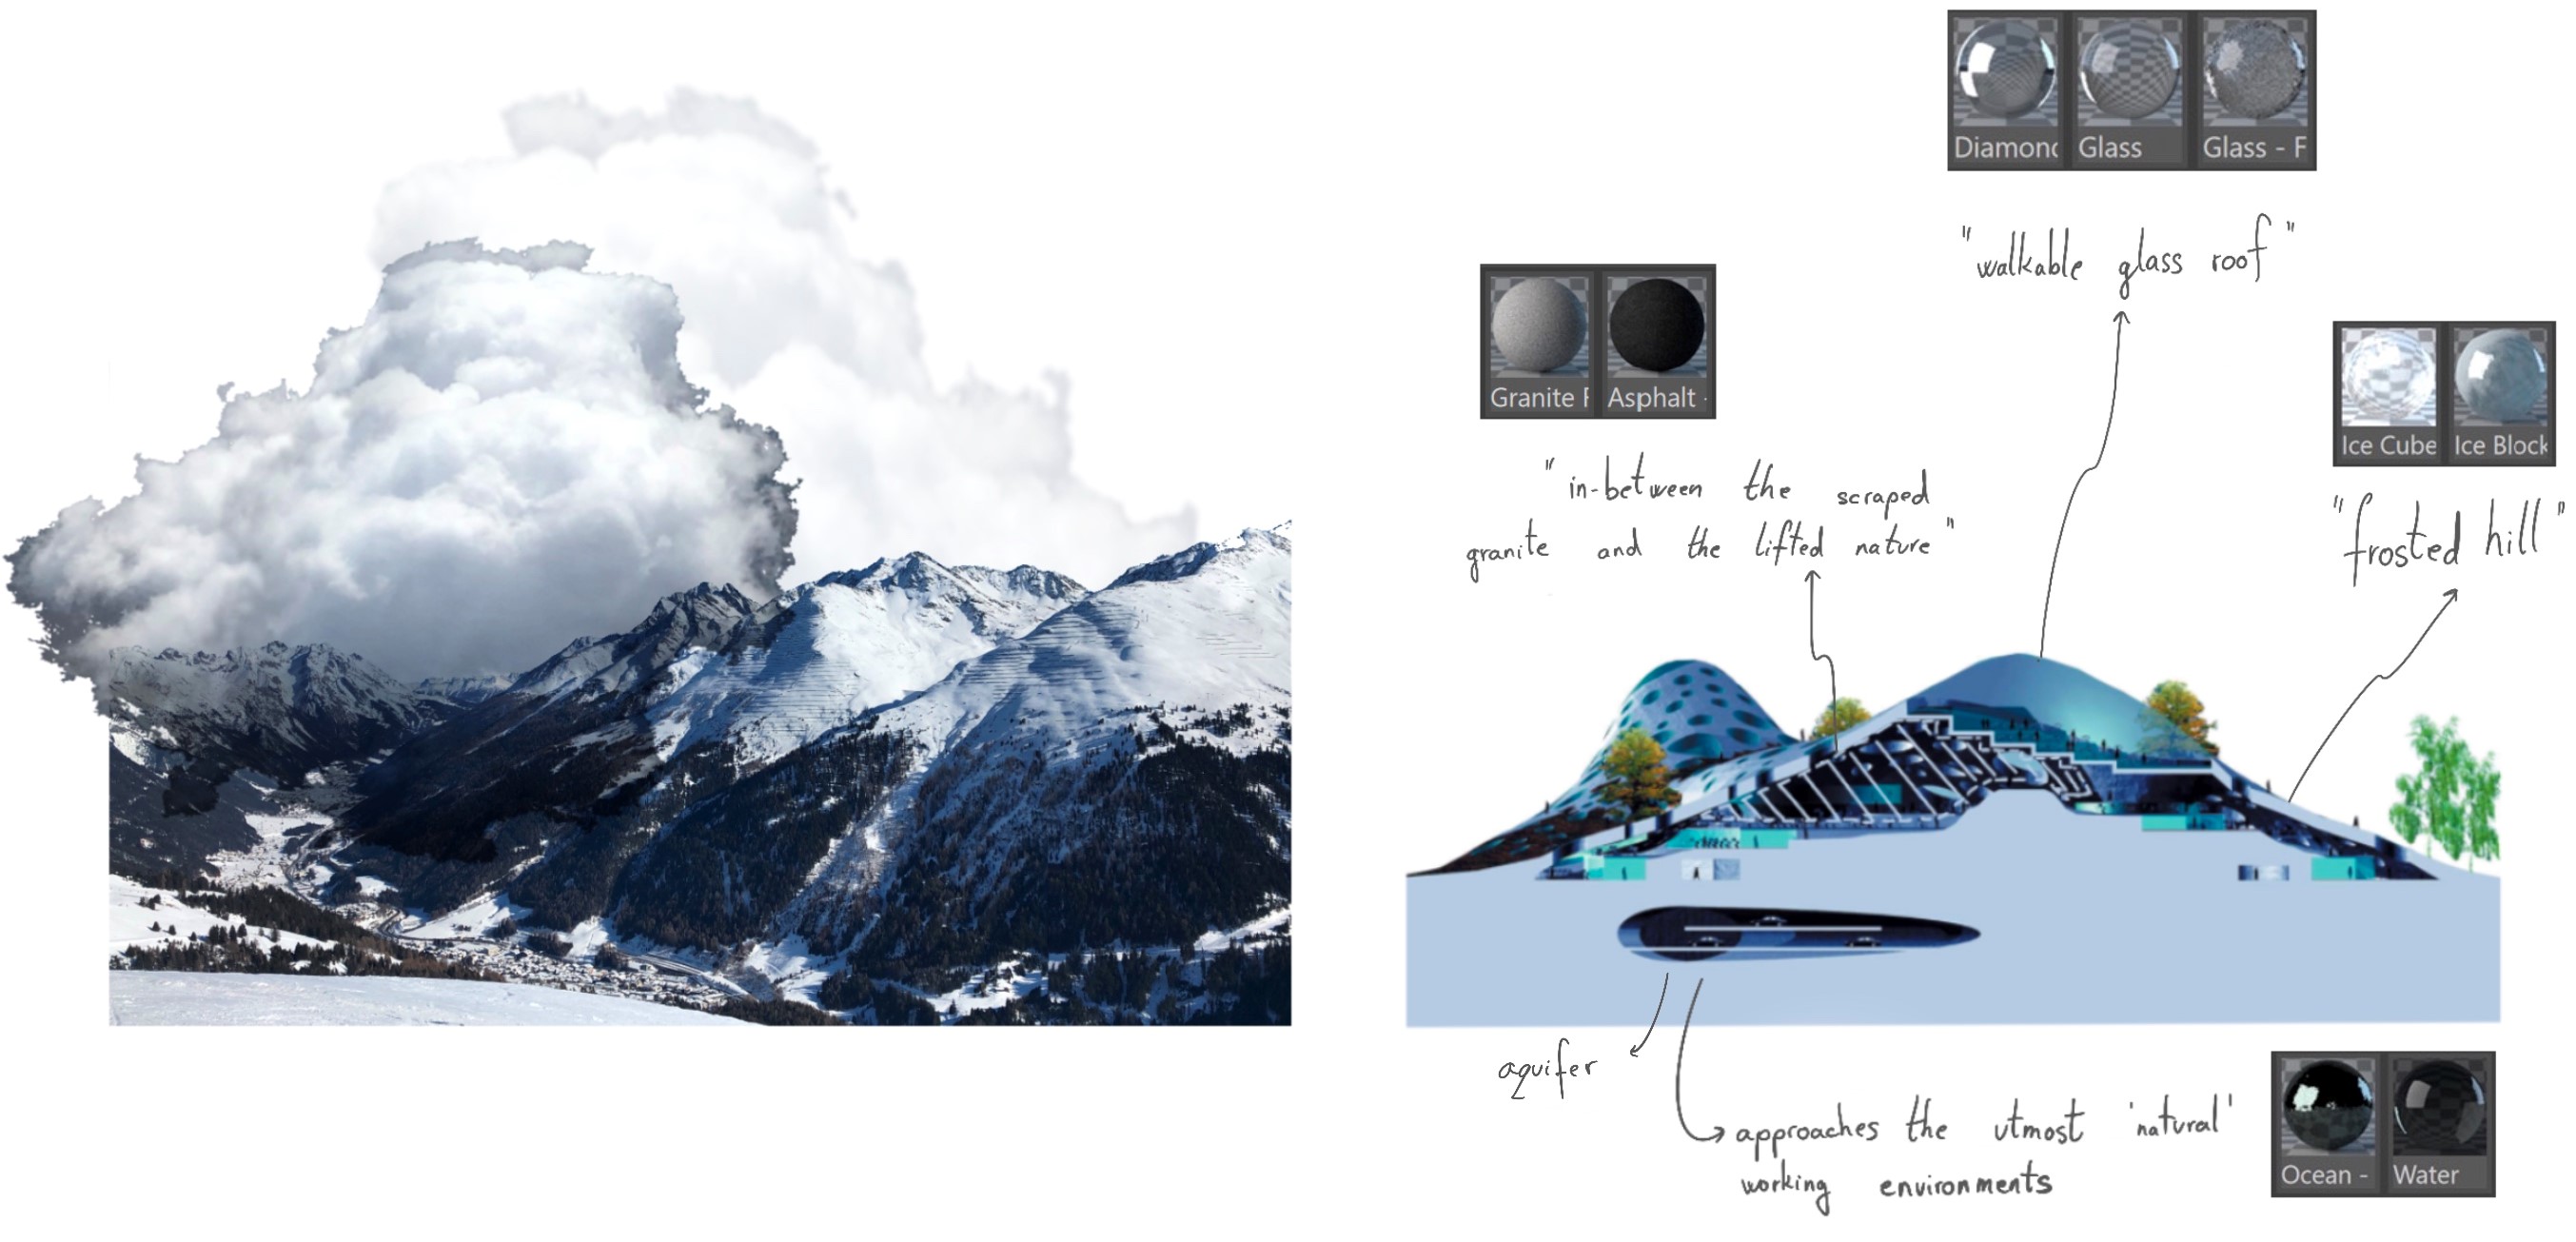 Diamond Glass Glass - F
"walkable glass roof"
Granite F Asphalt -
"in-between the scraped
granite and the lifted nature"
Ice Cube Ice Block
"frosted hill"
aquifer
approaches the utmost 'natural'
working environments
Ocean - Water